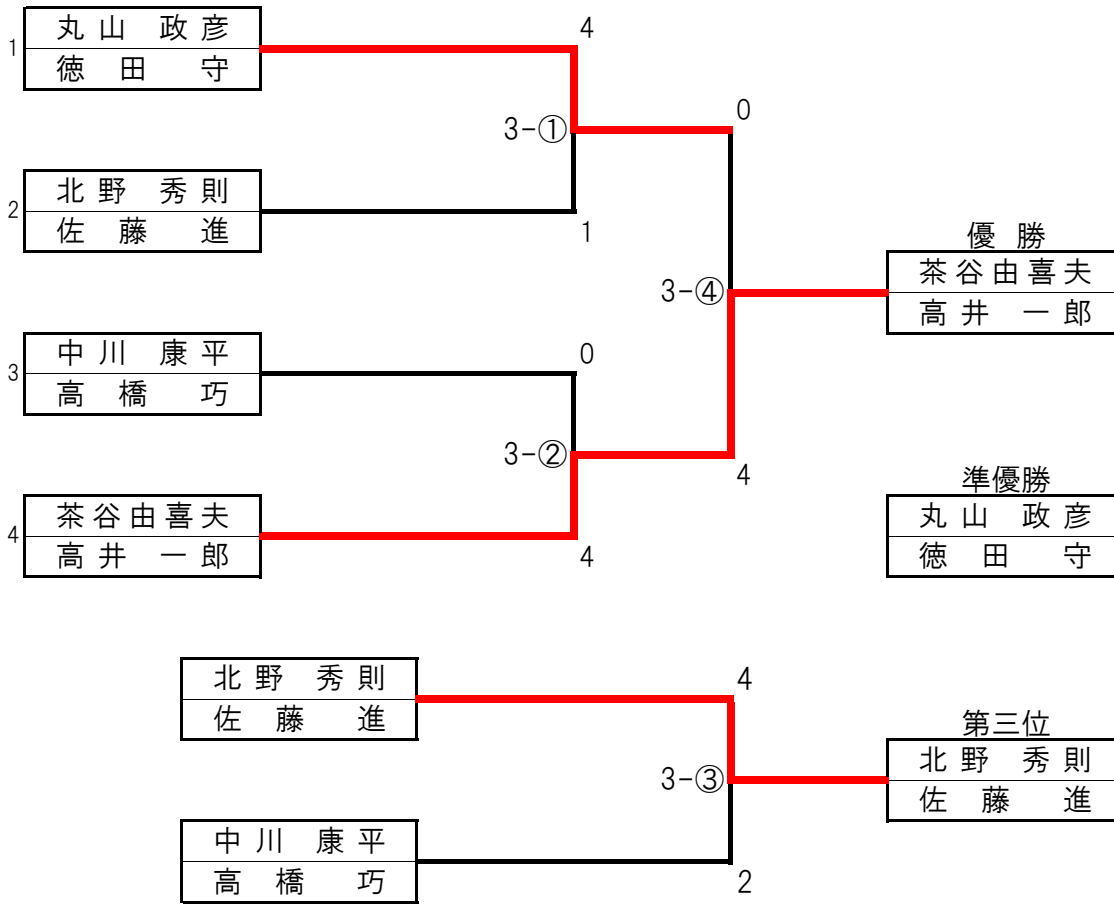 4
1
丸山 政彦
徳田 守
3-①
0
2
北野 秀則
佐藤 進
1
優勝
茶谷由喜夫
高井 一郎
3-④
3
中川 康平
高橋 巧
0
3-②
4
準優勝
丸山 政彦
徳田 守
4
茶谷由喜夫
高井 一郎
4
北野 秀則
佐藤 進
4
第三位
北野 秀則
佐藤 進
3-③
中川 康平
高橋 巧
2